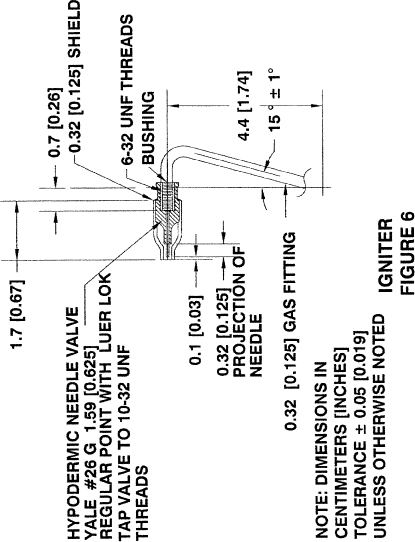 1.7 [0.67]
0.7 [0.26]
0.32 [0.125] SHIELD
HYPODERMIC NEEDLE VALVE
YALE #26 G 1.59 [0.625]
REGULAR POINT WITH LUER LOK
TAP VALVE TO 10-32 UNF
THREADS
6-32 UNF THREADS
BUSHING
4.4 [1.74]
15° ± 1°
0.1 [0.03]
0.32 [0.125]
PROJECTION OF
NEEDLE
0.32 [0.125] GAS FITTING
NOTE: DIMENSIONS IN
CENTIMETERS [INCHES]
TOLERANCE ± 0.05 [0.019]
UNLESS OTHERWISE NOTED
IGNITER
FIGURE 6